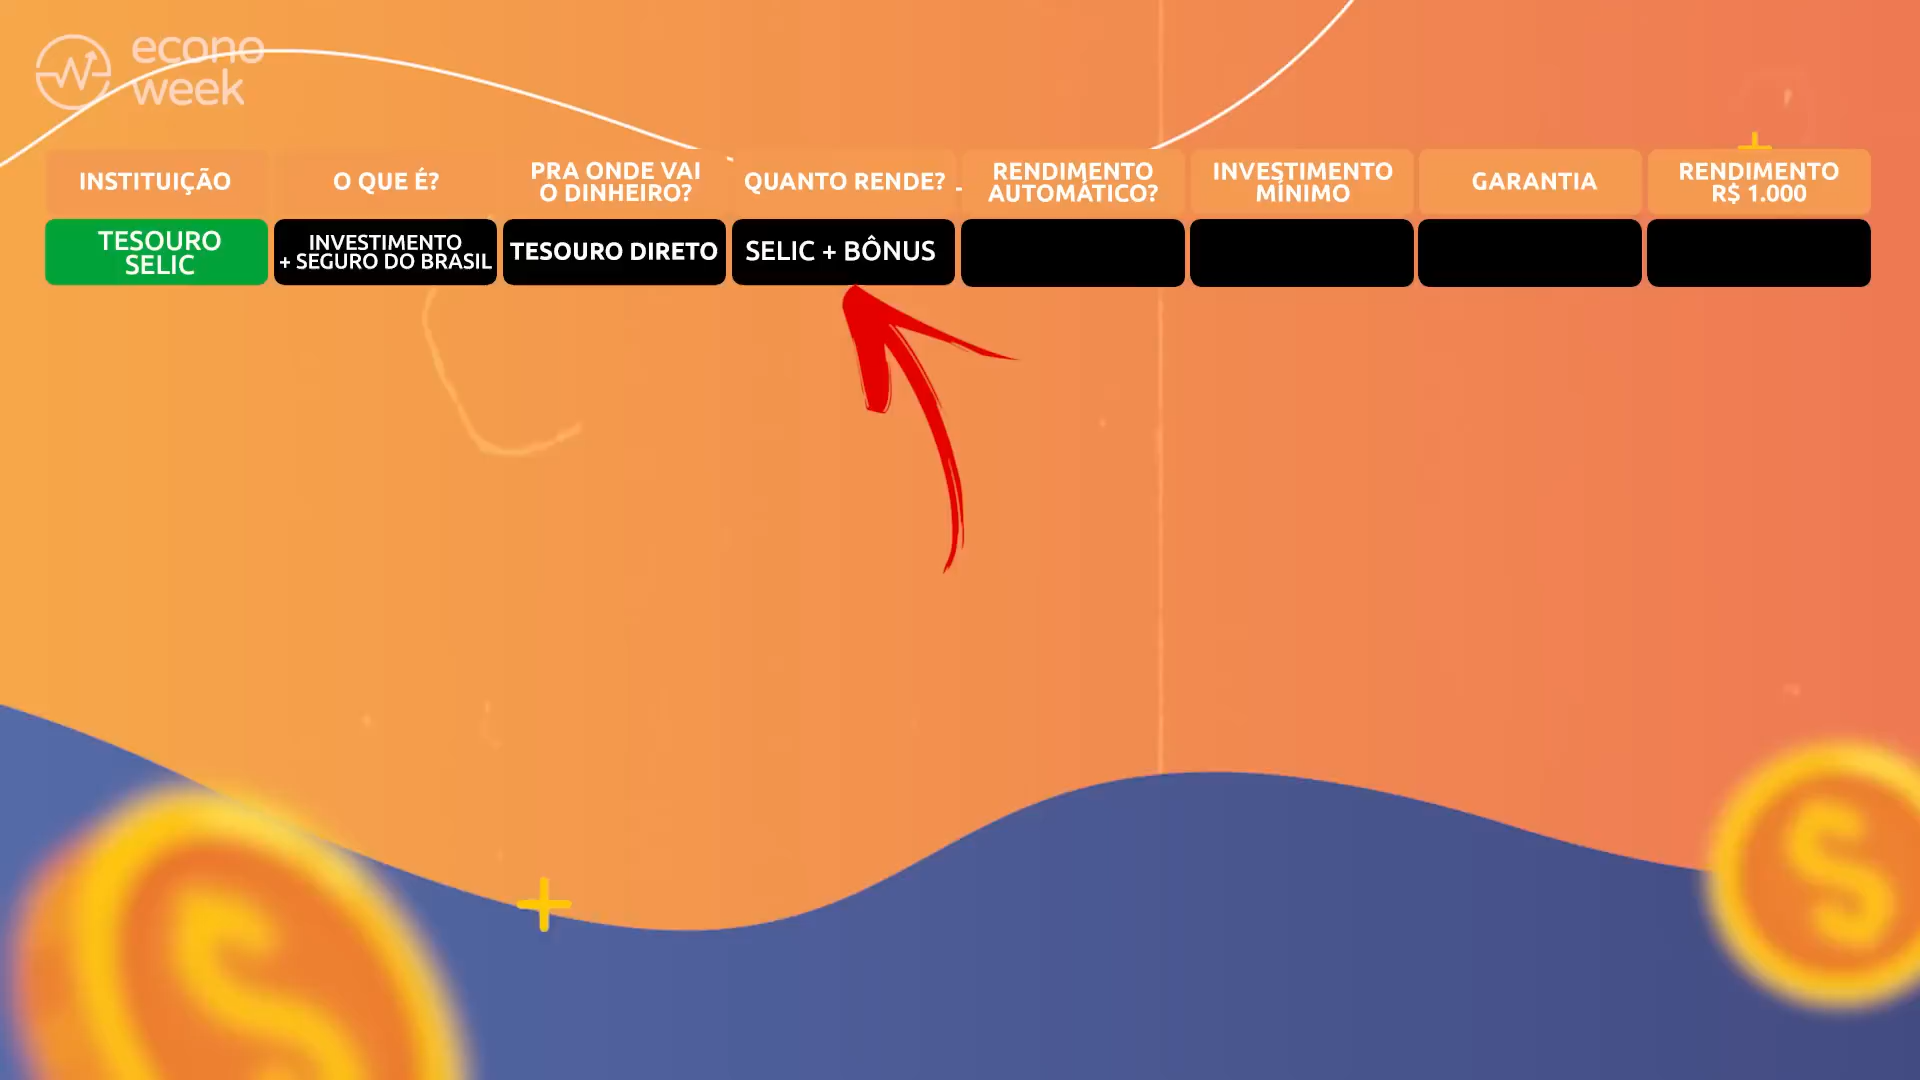 econo
week
INSTITUIÇÃO
O QUE É?
PRA ONDE VAI
O DINHEIRO?
QUANTO RENDE?
RENDIMENTO
AUTOMÁTICO?
INVESTIMENTO
MÍNIMO
GARANTIA
RENDIMENTO
R$ 1.000
TESOURO
SELIC
INVESTIMENTO
+ SEGURO DO BRASIL
TESOURO DIRETO
SELIC + BÔNUS